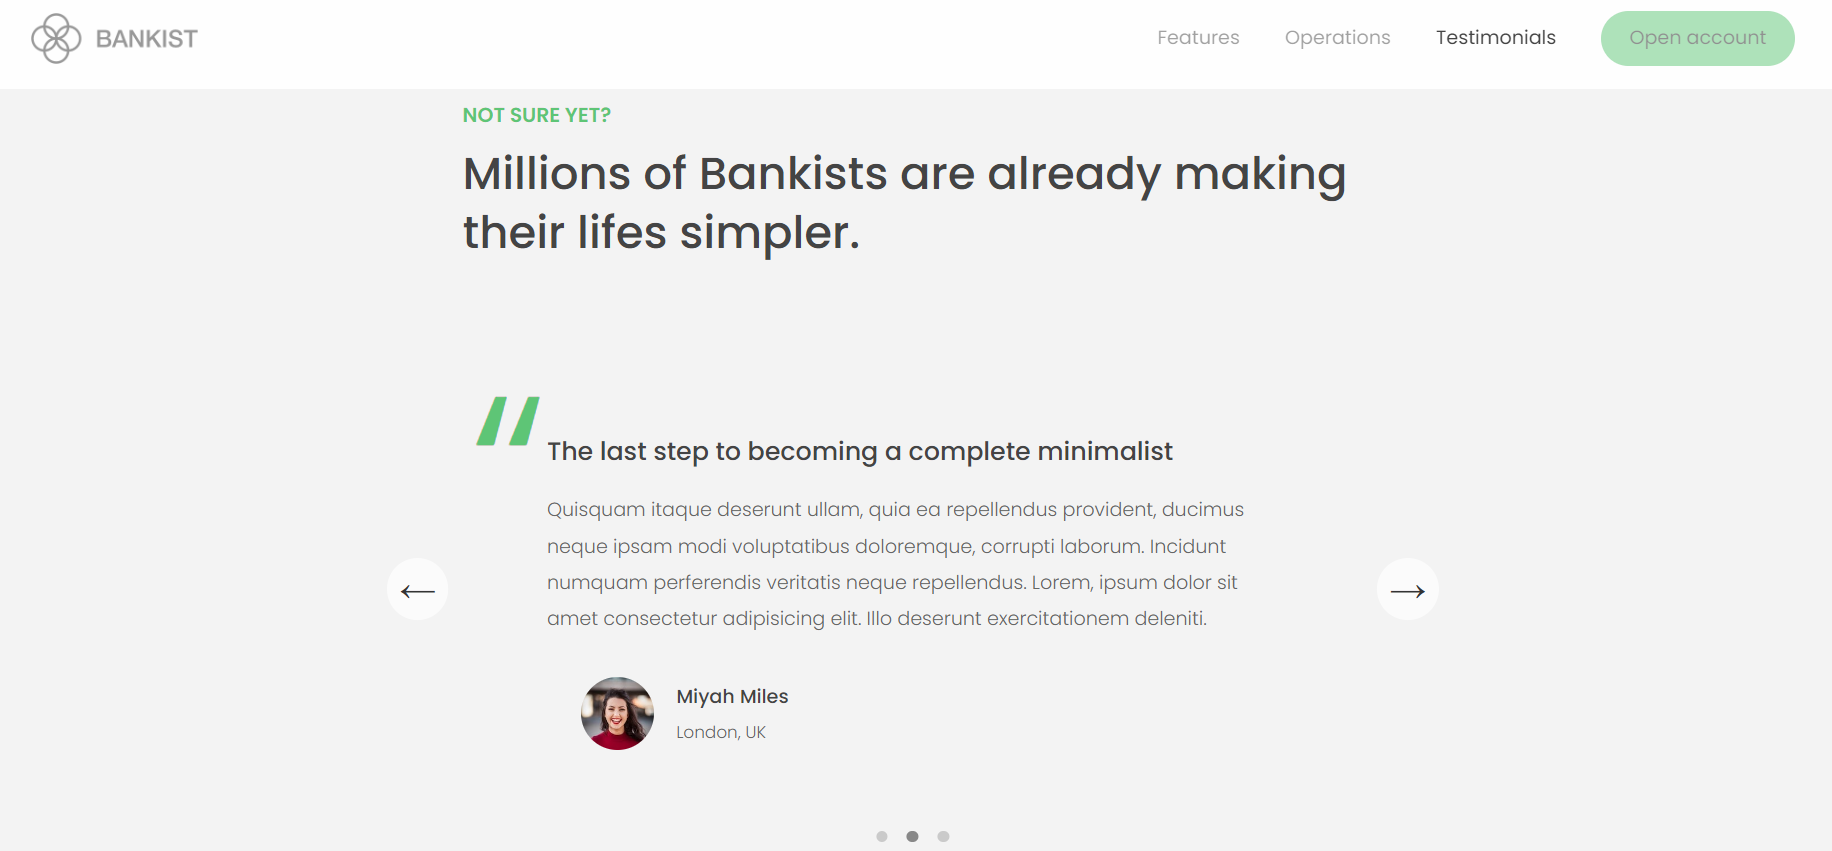 BANKIST
Features
Operations
Testimonials
Open account
NOT SURE YET?
Millions of Bankists are already making
their lifes simpler.
“
The last step to becoming a complete minimalist
Quisquam itaque deserunt ullam, quia ea repellendus provident, ducimus
neque ipsam modi voluptatibus doloremque, corrupti laborum. Incidunt
numquam perferendis veritatis neque repellendus. Lorem, ipsum dolor sit
amet consectetur adipisicing elit. Illo deserunt exercitationem deleniti.
←
→
Miyah Miles
London, UK